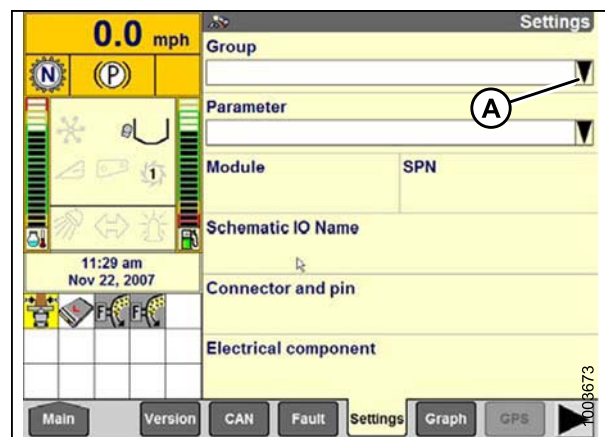 0.0 mph
N
(P)
1
11:29 am
Nov 22, 2007
F
F
Settings
Group
A
Parameter
Module
SPN
Schematic IO Name
Connector and pin
Electrical component
Main
Version
CAN
Fault
Settings
Graph
GPS
1003673